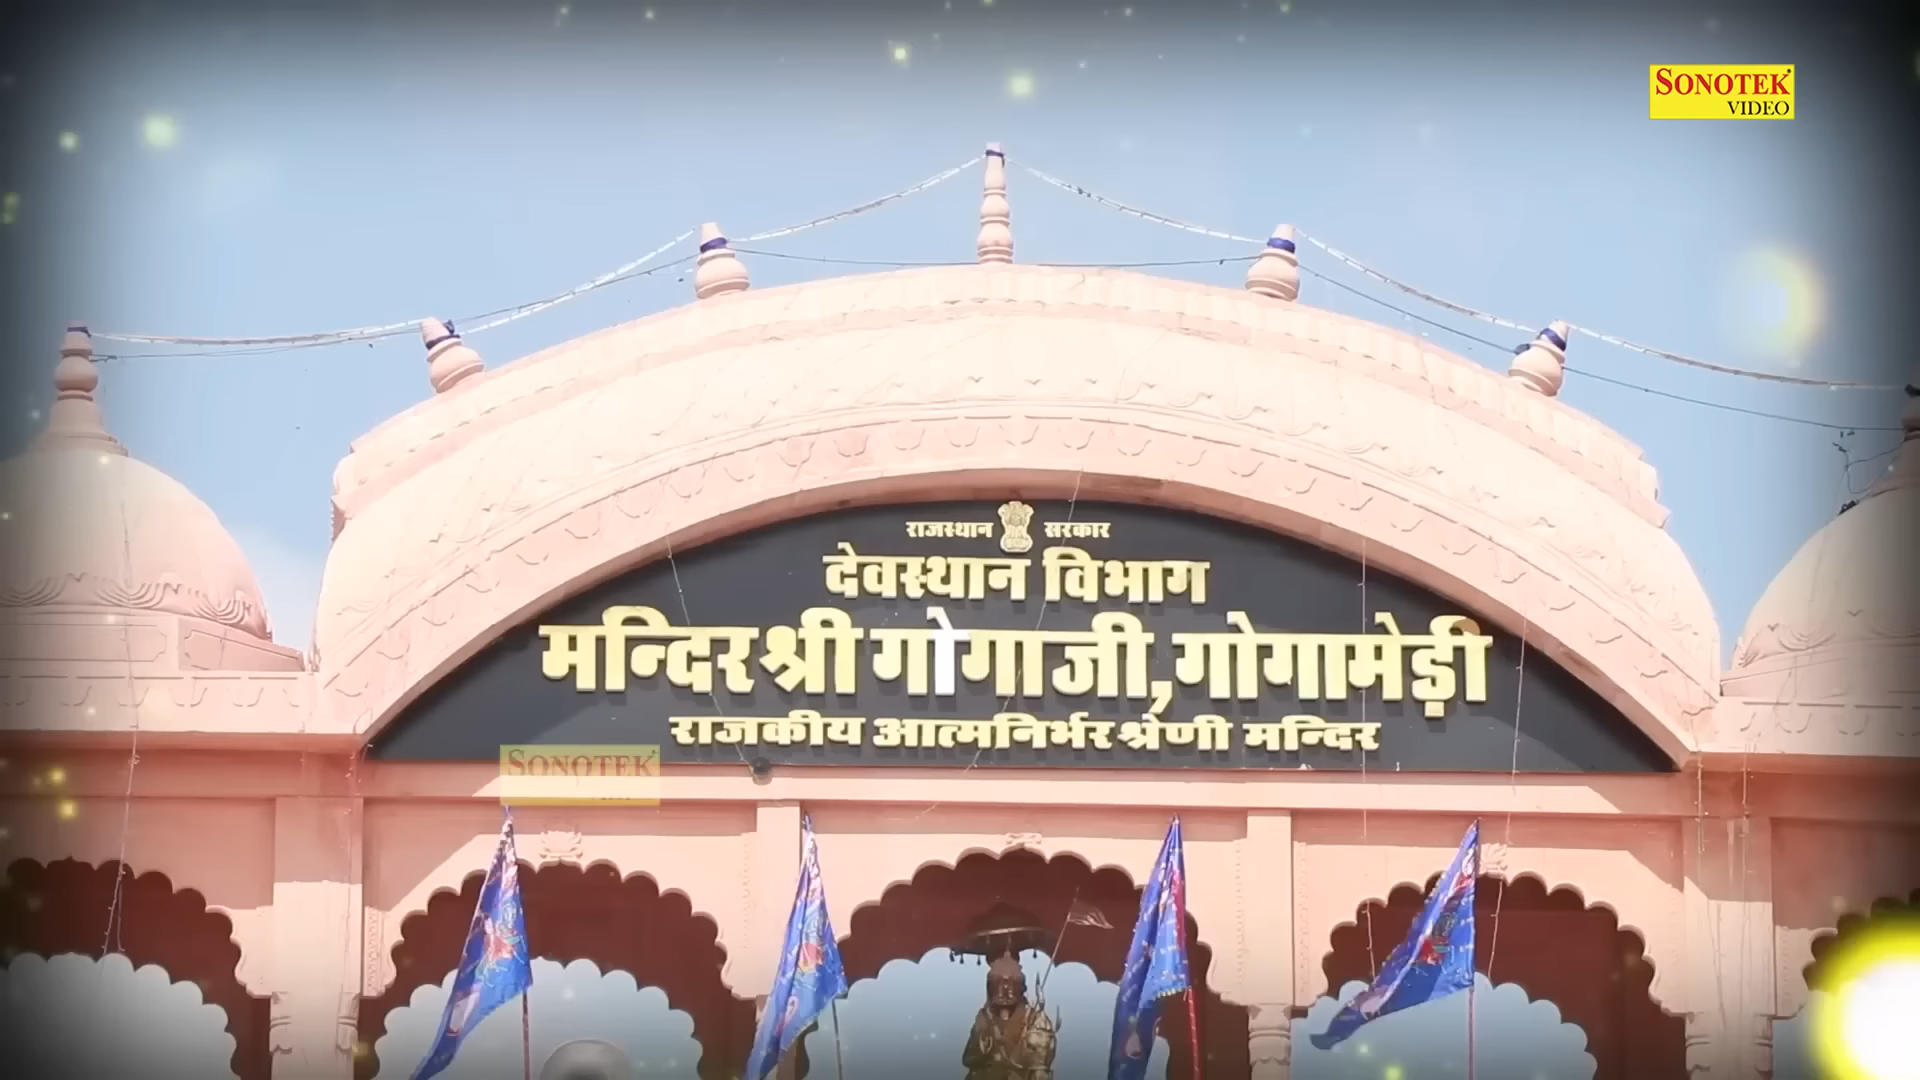 SONOTEK
VIDEO
राजस्थान सरकार
देवस्थान विभाग
मन्दिर श्री गोगाजी, गोगामेड़ी
राजकीय आत्मनिर्भर श्रेणी मन्दिर
SONOTEK